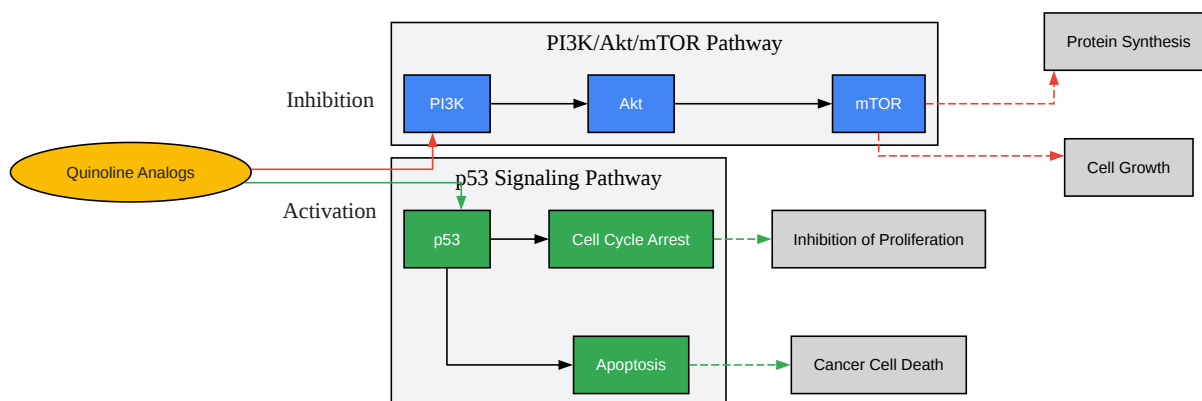 PI3K/Akt/mTOR Pathway
Protein Synthesis
Inhibition
PI3K
Akt
mTOR
Quinoline Analogs
Cell Growth
p53 Signaling Pathway
Activation
p53
Cell Cycle Arrest
Inhibition of Proliferation
Apoptosis
Cancer Cell Death